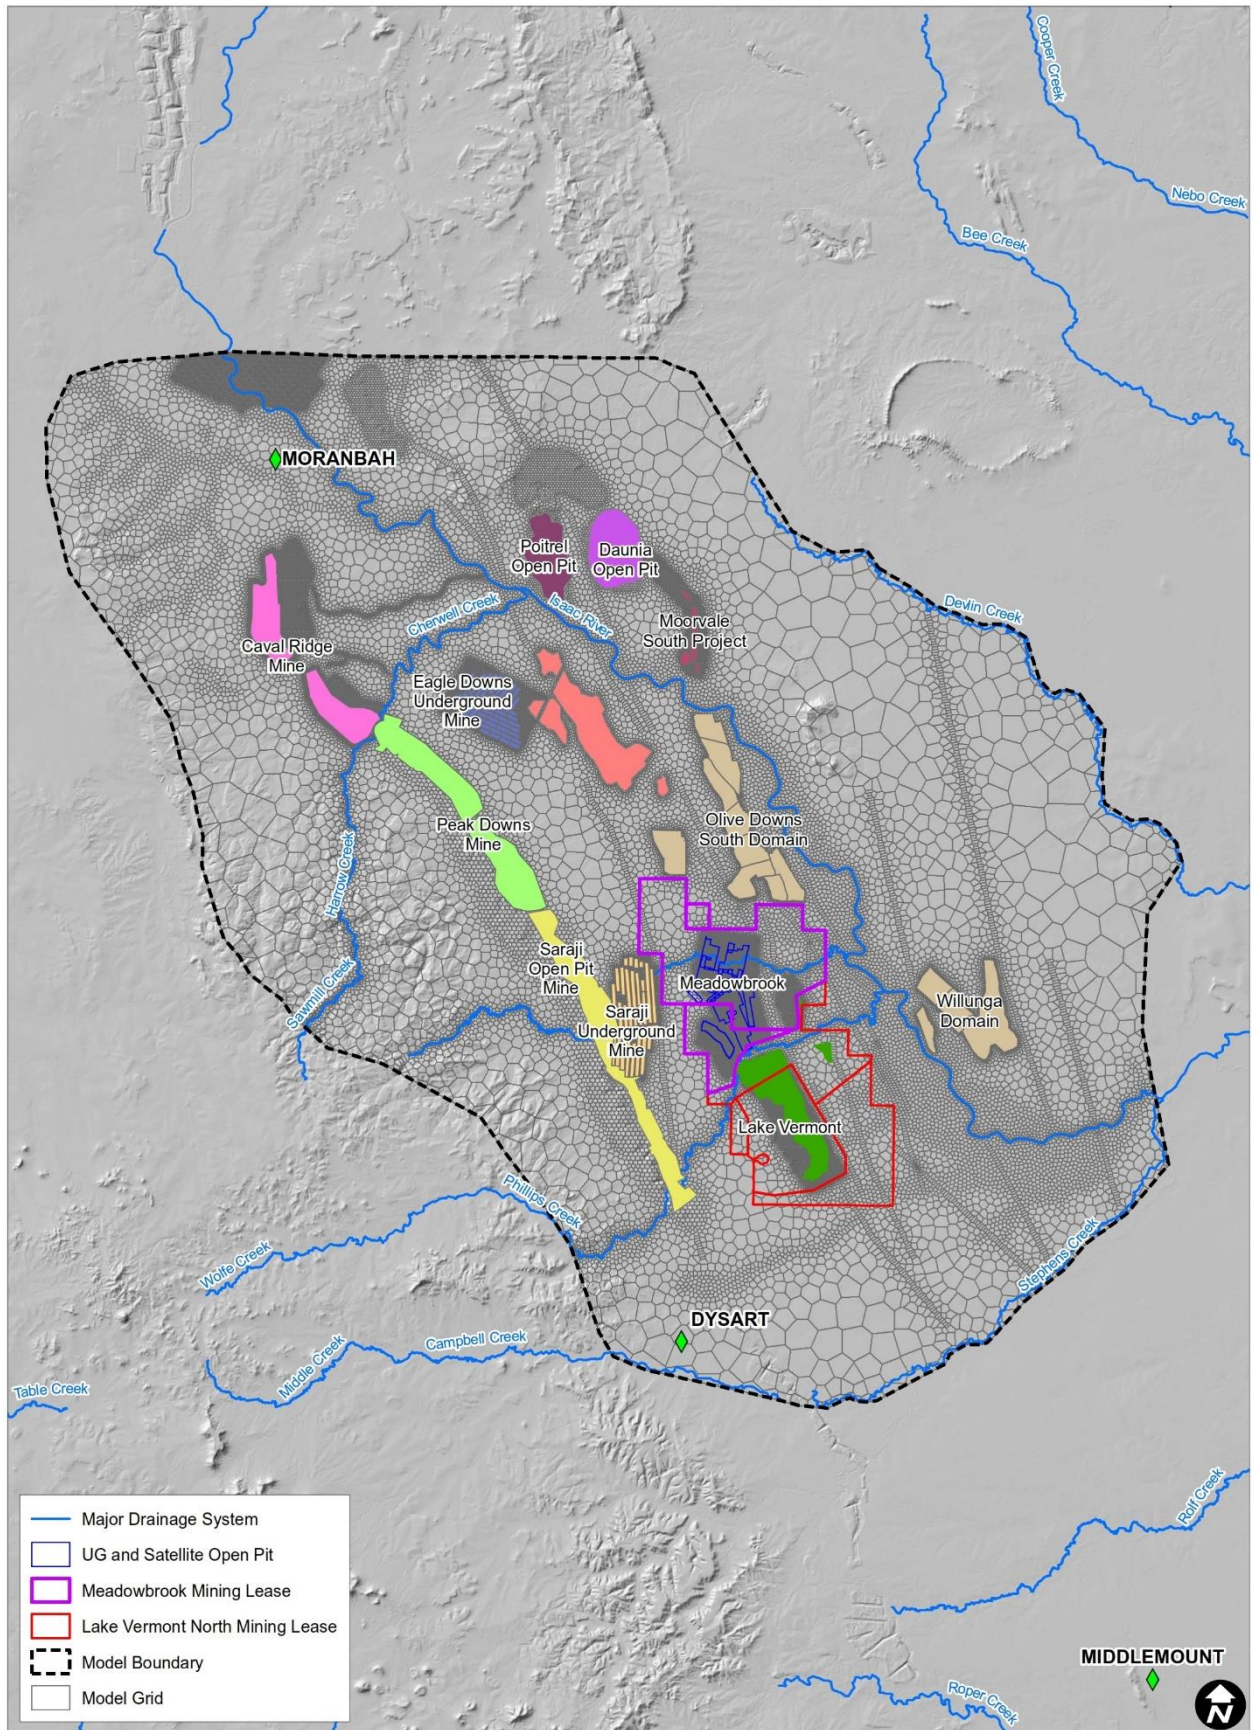 Cooper Creek
Nebo Creek
Bee Creek
MORANBAH
Poitrel
Open Pit
Daunia
Open Pit
Isaac River
Cherwell Creek
Devlin Creek
Moorvale
South Project
Caval Ridge
Mine
Eagle Downs
Underground
Mine
Peak Downs
Mine
Olive Downs
South Domain
Harrow Creek
Sawmill Creek
Saraji
Open Pit
Mine
Meadowbrook
Saraji
Underground
Mine
Willunga
Domain
Lake Vermont
Phillips Creek
Wolfe Creek
Stephens Creek
DYSART
Campbell Creek
Middle Creek
Table Creek
Rolf Creek
MIDDLEMOUNT
Roper Creek
Major Drainage System
UG and Satellite Open Pit
Meadowbrook Mining Lease
Lake Vermont North Mining Lease
Model Boundary
Model Grid
N